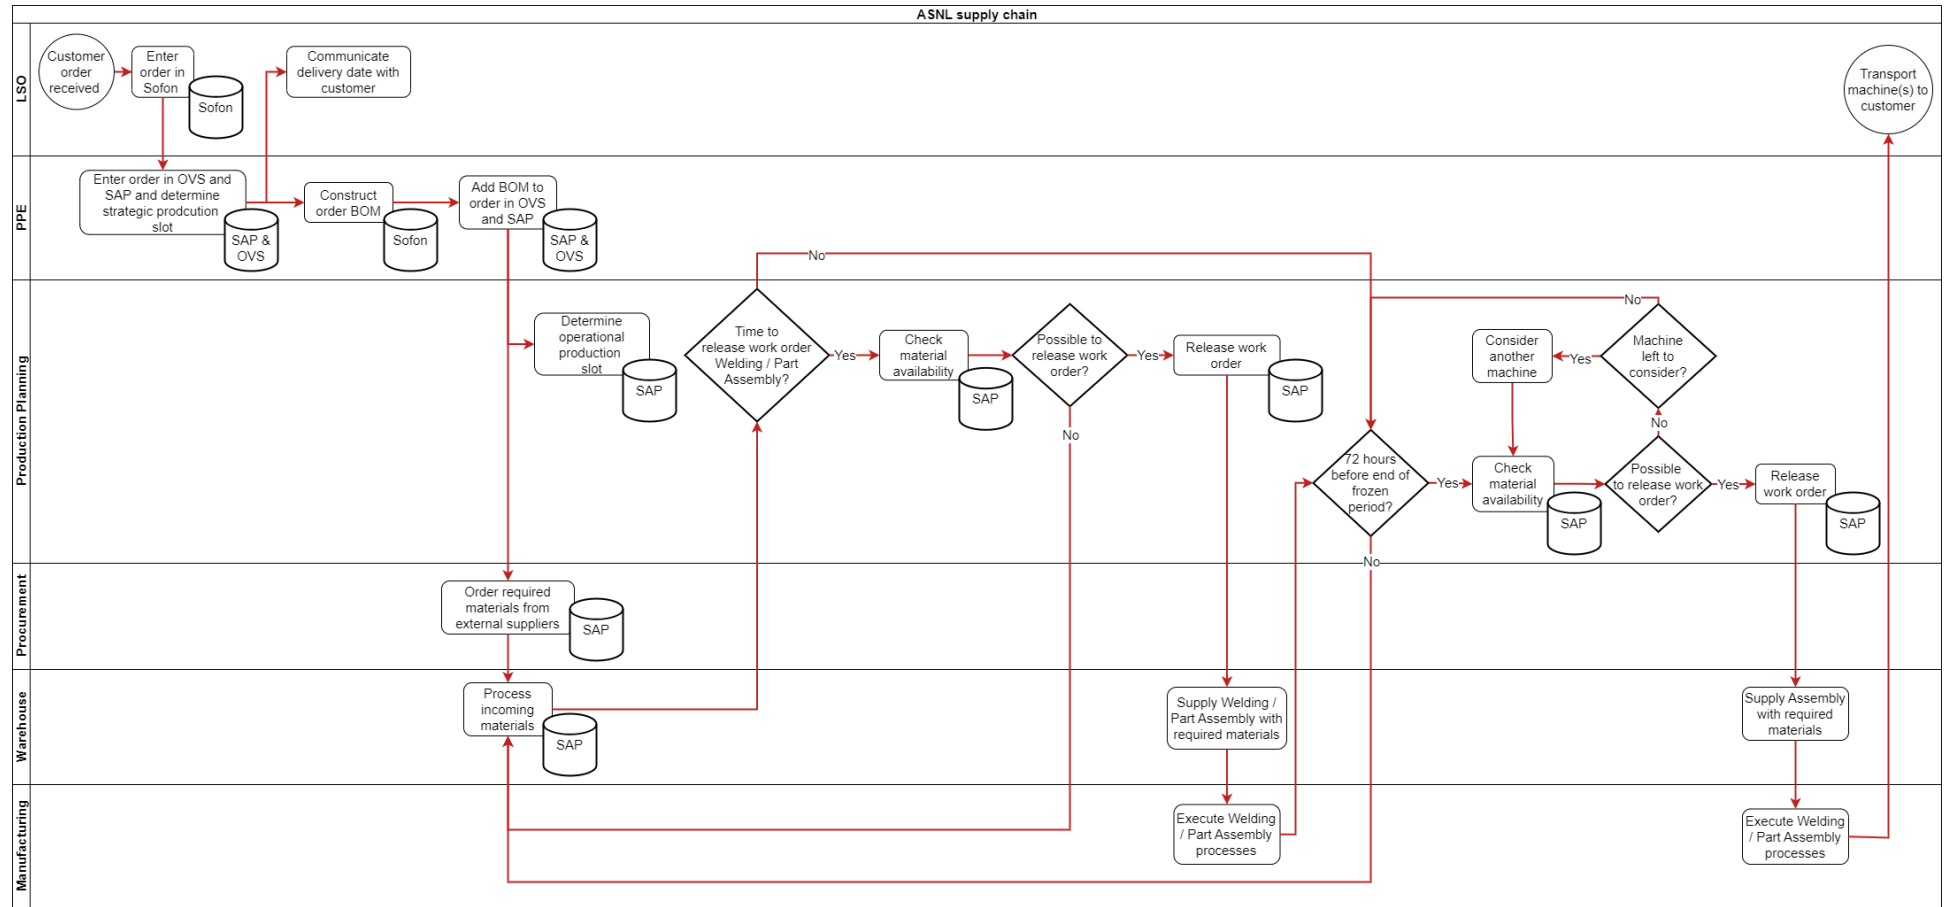 ASNL supply chain
LSO
Customer
order
received
Enter
order in
Sofon
Sofon
Communicate
delivery date with
customer
Transport
machine(s) to
customer
PPE
Enter order in OVS and
SAP and determine
strategic prodcution
slot
SAP &
OVS
Construct
order BOM
Sofon
Add BOM to
order in OVS
and SAP
SAP &
OVS
No
Production Planning
Determine
operational
production
slot
SAP
Time to
release work order
Welding / Part
Assembly?
Yes
Check
material
availability
SAP
Possible to
release work
order?
Yes
No
Release work
order
SAP
72 hours
before end of
frozen
period?
Yes
No
Check
material
availability
SAP
Consider
another
machine
Yes
Machine
left to
consider?
No
No
Possible
to release work
order?
Yes
Release
work order
SAP
Procurement
Order required
materials from
external suppliers
SAP
Warehouse
Process
incoming
materials
SAP
Supply Welding /
Part Assembly with
required materials
Supply Assembly
with required
materials
Manufacturing
Execute Welding
/ Part Assembly
processes
Execute Welding
/ Part Assembly
processes